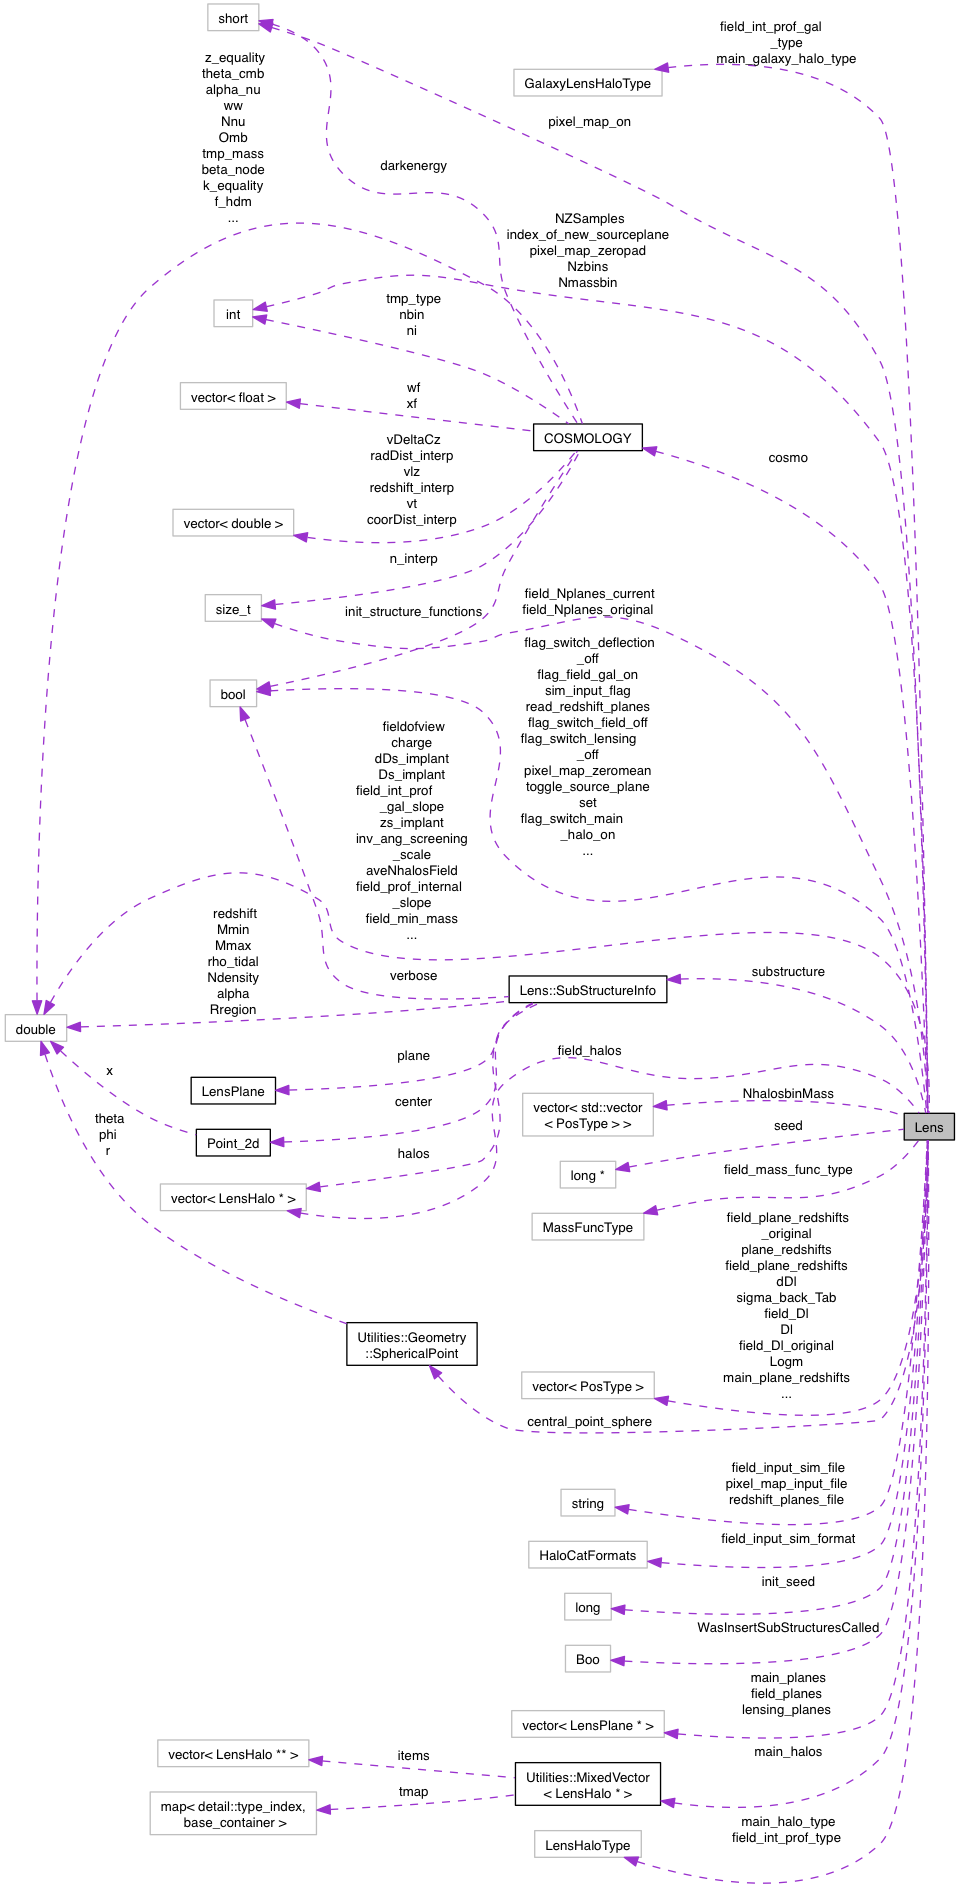 short
field_int_prof_gal
_type
main_galaxy_halo_type
GalaxyLensHaloType
z_equality
theta_cmb
alpha_nu
ww
Nnu
Omb
tmp_mass
beta_node
k_equality
f_hdm
...
pixel_map_on
darkenergy
NZSamples
index_of_new_sourceplane
pixel_map_zeropad
Nzbins
Nmassbin
int
tmp_type
nbin
ni
vector< float >
wf
xf
COSMOLOGY
cosmo
vDeltaCz
radDist_interp
vlz
redshift_interp
vt
coorDist_interp
vector< double >
n_interp
size_t
init_structure_functions
field_Nplanes_current
field_Nplanes_original
bool
flag_switch_deflection
_off
flag_field_gal_on
sim_input_flag
read_redshift_planes
flag_switch_field_off
flag_switch_lensing
_off
pixel_map_zeromean
toggle_source_plane
set
flag_switch_main
_halo_on
...
fieldofview
charge
dDs_implant
Ds_implant
field_int_prof
_gal_slope
zs_implant
inv_ang_screening
_scale
aveNhalosField
field_prof_internal
_slope
field_min_mass
...
redshift
Mmin
Mmax
rho_tidal
Ndensity
alpha
Rregion
verbose
Lens::SubStructureInfo
substructure
double
x
plane
field_halos
LensPlane
center
vector< std::vector
< PosType > >
NhalosbinMass
Lens
theta
phi
r
Point_2d
halos
seed
long *
field_mass_func_type
vector< LensHalo * >
MassFuncType
field_plane_redshifts
_original
plane_redshifts
field_plane_redshifts
dDl
sigma_back_Tab
field_Dl
Dl
field_Dl_original
Logm
main_plane_redshifts
...
Utilities::Geometry
::SphericalPoint
vector< PosType >
central_point_sphere
field_input_sim_file
pixel_map_input_file
redshift_planes_file
string
field_input_sim_format
HaloCatFormats
init_seed
long
WasInsertSubStructuresCalled
Boo
main_planes
field_planes
lensing_planes
vector< LensPlane * >
main_halos
vector< LensHalo ** >
items
Utilities::MixedVector
< LensHalo * >
tmap
map< detail::type_index,
base_container >
main_halo_type
field_int_prof_type
LensHaloType